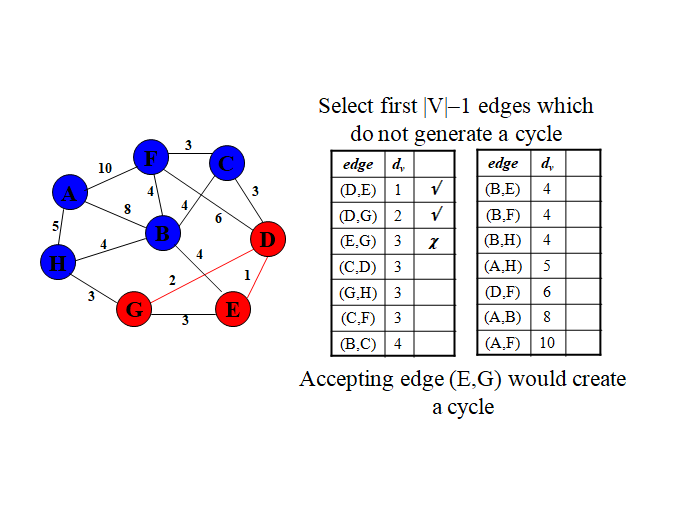 Select first |V|–1 edges which
do not generate a cycle
edge dv
(D,E) 1 √
(D,G) 2 √
(E,G) 3 χ
(C,D) 3
(G,H) 3
(C,F) 3
(B,C) 4
edge dv
(B,E) 4
(B,F) 4
(B,H) 4
(A,H) 5
(D,F) 6
(A,B) 8
(A,F) 10
Accepting edge (E,G) would create
a cycle
3
F
C
10
A
4
3
8
4
6
5
B
D
4
4
H
2
1
3
G
E
3